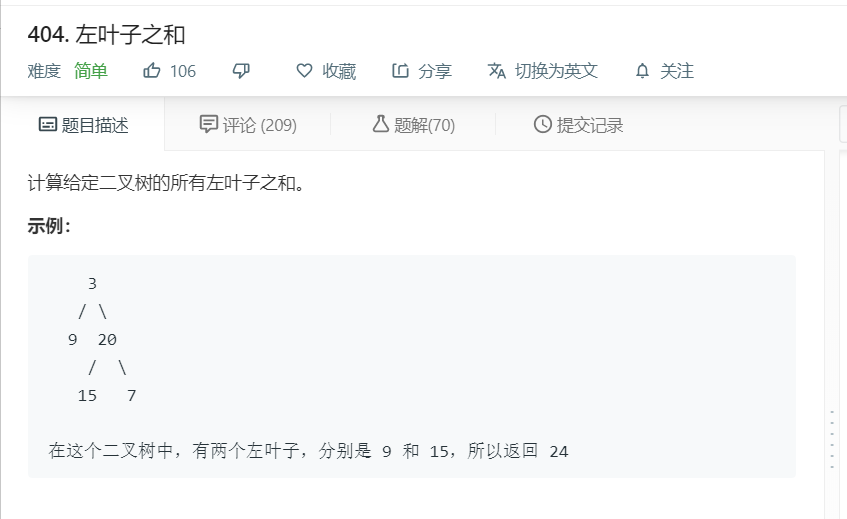 404. 左叶子之和
难度 简单 106 收藏 分享 切换为英文 关注
题目描述 评论 (209) 题解(70) 提交记录
计算给定二叉树的所有左叶子之和。
示例：
3
/ \
9 20
/ \
15 7
在这个二叉树中，有两个左叶子，分别是 9 和 15，所以返回 24